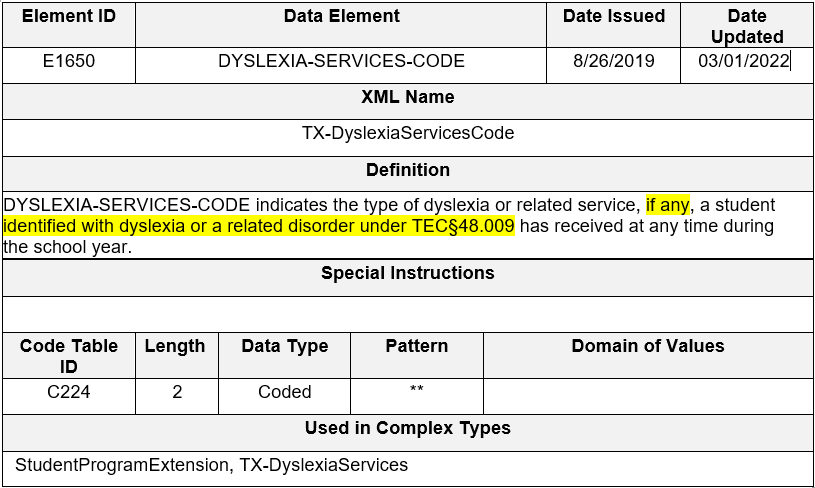 Element ID Data Element Date Issued Date Updated
E1650 DYSLEXIA-SERVICES-CODE 8/26/2019 03/01/2022
XML Name
TX-DyslexiaServicesCode
Definition
DYSLEXIA-SERVICES-CODE indicates the type of dyslexia or related service, if any, a student
identified with dyslexia or a related disorder under TEC§48.009 has received at any time during
the school year.
Special Instructions
Code Table ID Length Data Type Pattern Domain of Values
C224 2 Coded **
Used in Complex Types
StudentProgramExtension, TX-DyslexiaServices